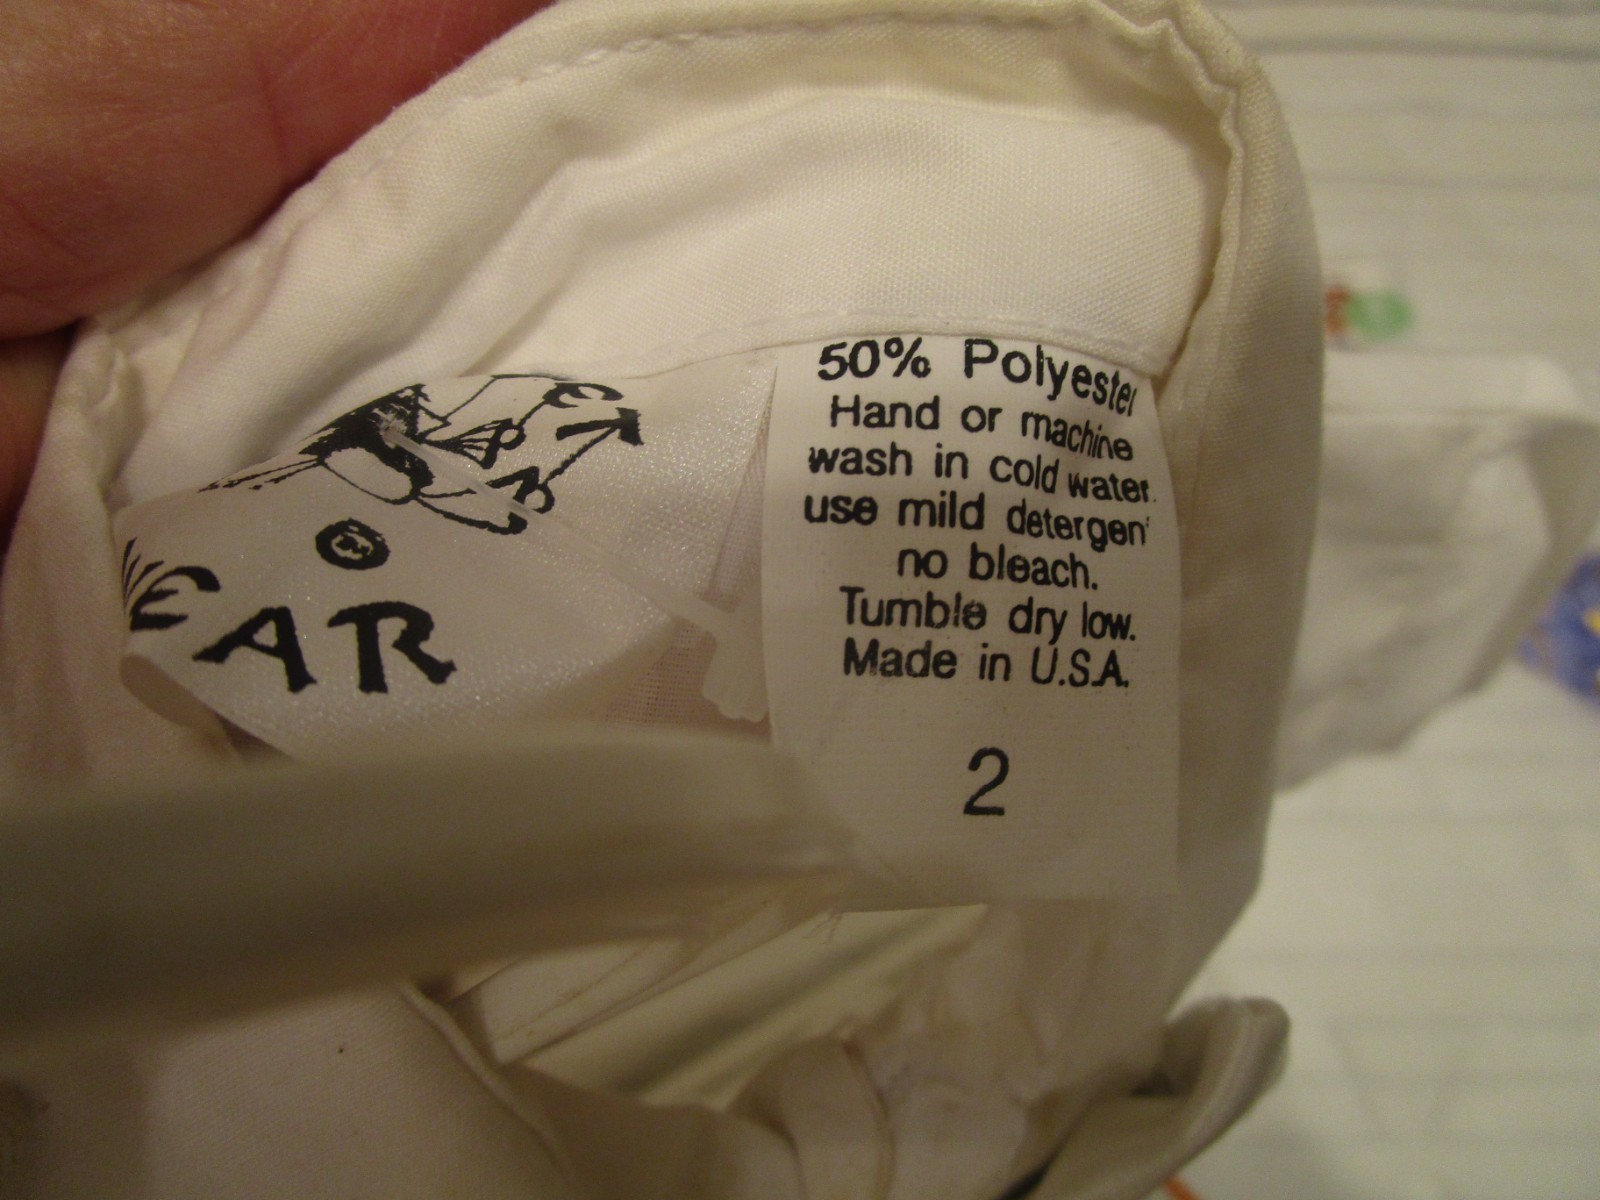 50% Polyester
Hand or machine
wash in cold water.
use mild detergen
no bleach.
Tumble dry low.
Made in U.S.A.
2
©
EAR